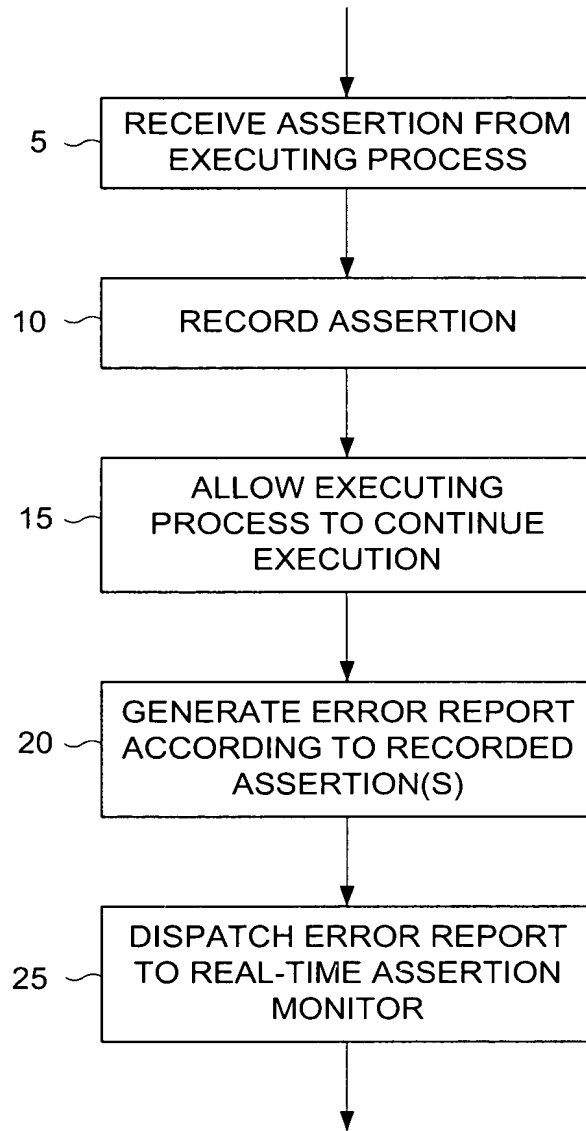 5
RECEIVE ASSERTION FROM
EXECUTING PROCESS
10
RECORD ASSERTION
15
ALLOW EXECUTING
PROCESS TO CONTINUE
EXECUTION
20
GENERATE ERROR REPORT
ACCORDING TO RECORDED
ASSERTION(S)
25
DISPATCH ERROR REPORT
TO REAL-TIME ASSERTION
MONITOR